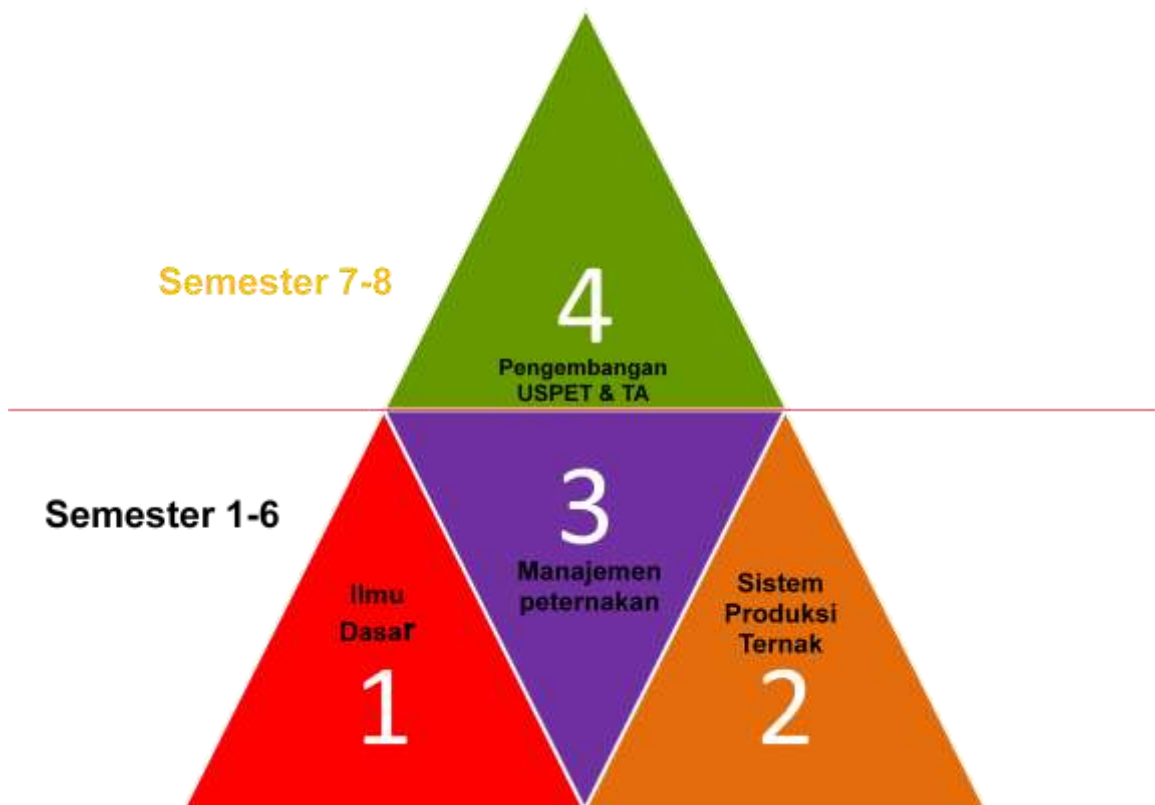 Semester 7-8
4
Pengembangan
USPET & TA
Semester 1-6
3
Manajemen
peternakan
Ilmu
Dasar
1
Sistem
Produksi
Ternak
2